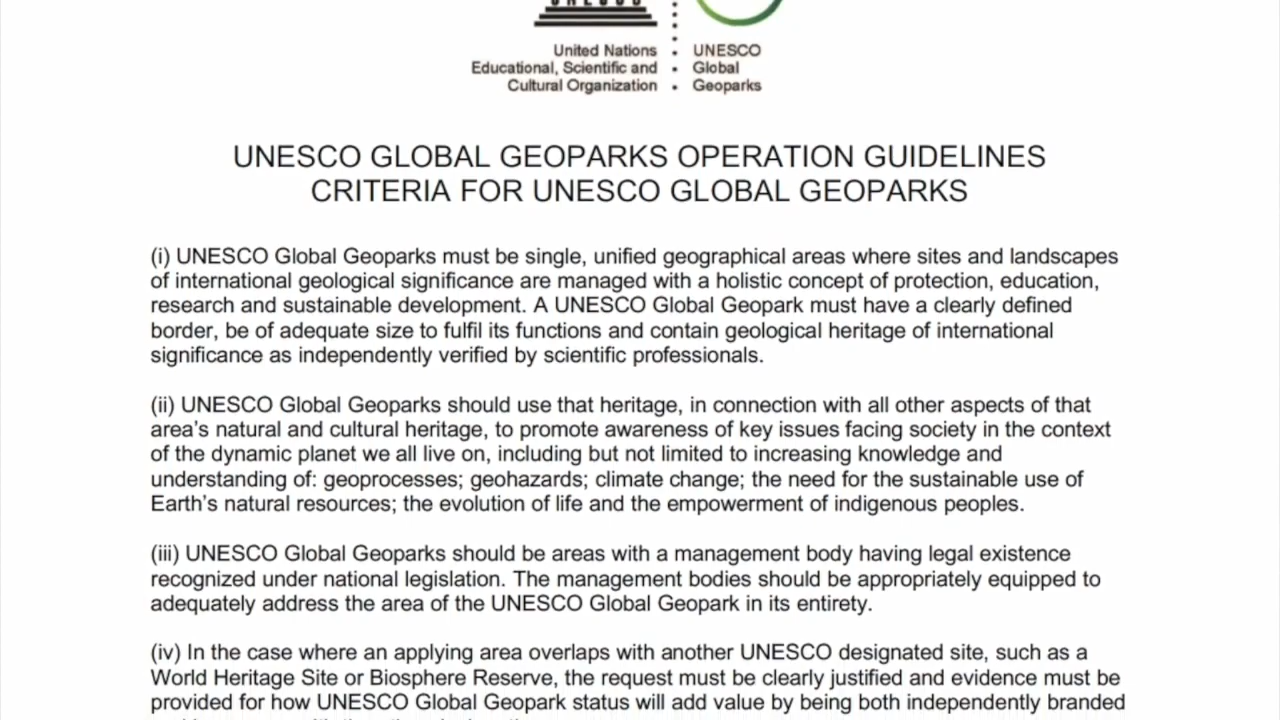 United Nations
Educational, Scientific and
Cultural Organization
UNESCO
Global
Geoparks
UNESCO GLOBAL GEOPARKS OPERATION GUIDELINES
CRITERIA FOR UNESCO GLOBAL GEOPARKS
(i) UNESCO Global Geoparks must be single, unified geographical areas where sites and landscapes
of international geological significance are managed with a holistic concept of protection, education,
research and sustainable development. A UNESCO Global Geopark must have a clearly defined
border, be of adequate size to fulfil its functions and contain geological heritage of international
significance as independently verified by scientific professionals.
(ii) UNESCO Global Geoparks should use that heritage, in connection with all other aspects of that
area’s natural and cultural heritage, to promote awareness of key issues facing society in the context
of the dynamic planet we all live on, including but not limited to increasing knowledge and
understanding of: geoprocesses; geohazards; climate change; the need for the sustainable use of
Earth’s natural resources; the evolution of life and the empowerment of indigenous peoples.
(iii) UNESCO Global Geoparks should be areas with a management body having legal existence
recognized under national legislation. The management bodies should be appropriately equipped to
adequately address the area of the UNESCO Global Geopark in its entirety.
(iv) In the case where an applying area overlaps with another UNESCO designated site, such as a
World Heritage Site or Biosphere Reserve, the request must be clearly justified and evidence must be
provided for how UNESCO Global Geopark status will add value by being both independently branded